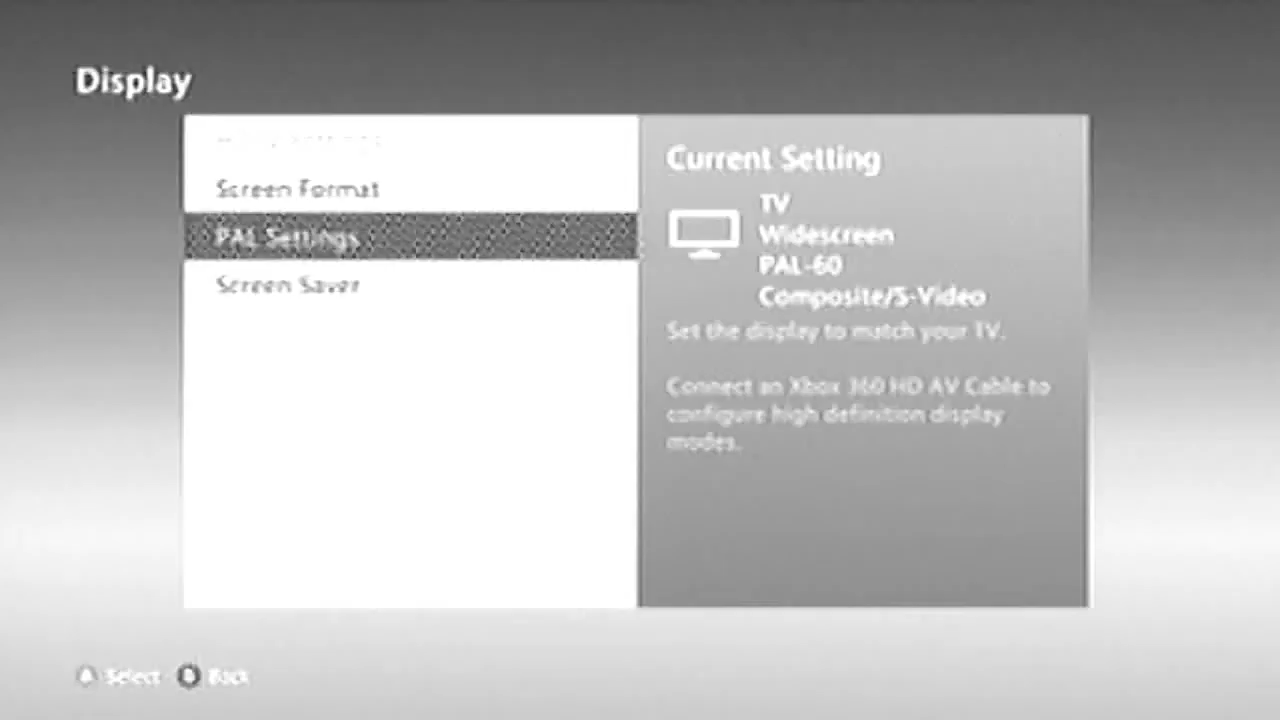 Display
Screen Format
PAL Settings
Screen Saver
Current Setting
TV
Widescreen
PAL-60
Composite/S-Video
Set the display to match your TV.
Connect an Xbox 360 HD AV Cable to
configure high definition display
modes.
A Select B Back